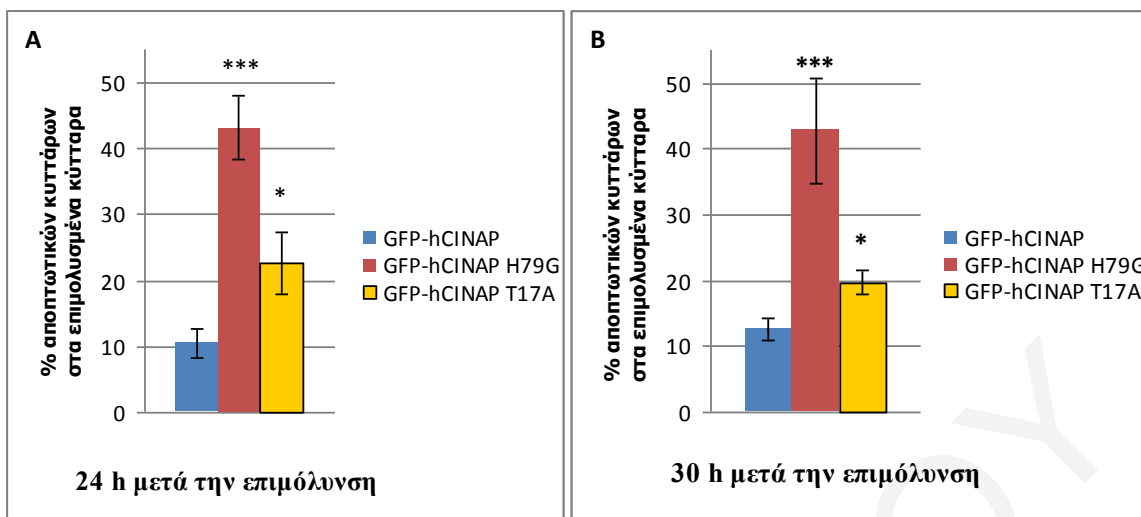 A
***
*
50
40
30
20
10
0
% αποπτωτικών κυττάρων
στα επιμολυσμένα κύτταρα
GFP-hCINAP
GFP-hCINAP H79G
GFP-hCINAP T17A
24 h μετά την επιμόλυνση
B
***
*
50
40
30
20
10
0
% αποπτωτικών κυττάρων
στα επιμολυσμένα κύτταρα
GFP-hCINAP
GFP-hCINAP H79G
GFP-hCINAP T17A
30 h μετά την επιμόλυνση
ΟΥ